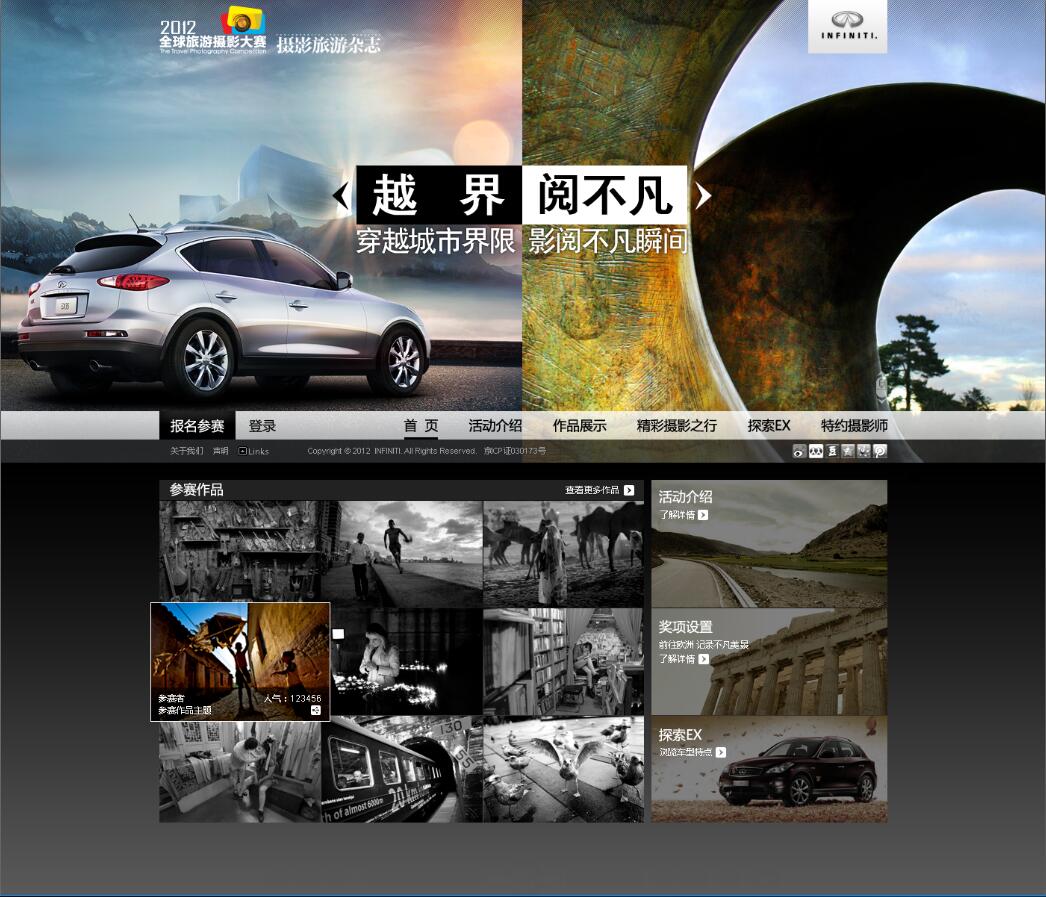 2012
全球旅游摄影大赛
The Travel Photography Competition
摄影旅游杂志
INFINITI.
越 界 阅不凡
穿越城市界限 影阅不凡瞬间
报名参赛 登录 首 页 活动介绍 作品展示 精彩摄影之行 探索EX 特约摄影师
关于我们 声明 Links Copyright © 2012 INFINITI. All Rights Reserved. 京ICP证030173号
参赛作品 查看更多作品
活动介绍
了解详情
奖项设置
前往欧洲 记录不凡美景
了解详情
参赛者 人气：123456
参赛作品主题
探索EX
浏览车型特点
130
20
th of almost 6000m